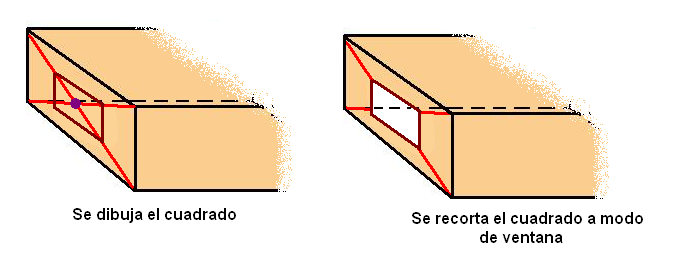 Se dibuja el cuadrado
Se recorta el cuadrado a modo
de ventana